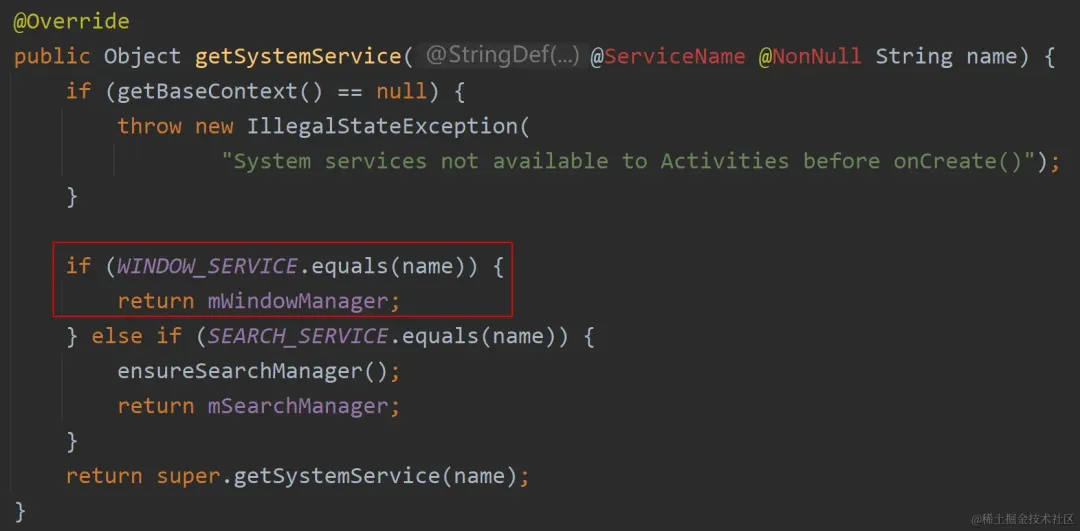 @Override
public Object getSystemService( @StringDef(...) @ServiceName @NonNull String name) {
    if (getBaseContext() == null) {
        throw new IllegalStateException(
                "System services not available to Activities before onCreate()");
    }

    if (WINDOW_SERVICE.equals(name)) {
        return mWindowManager;
    } else if (SEARCH_SERVICE.equals(name)) {
        ensureSearchManager();
        return mSearchManager;
    }
    return super.getSystemService(name);
}
@稀土掘金技术社区